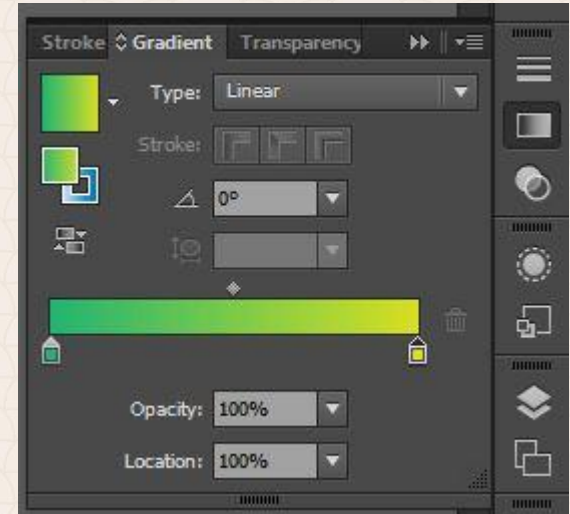 Stroke Gradient Transparency
Type: Linear
Stroke:
0°
Opacity: 100%
Location: 100%